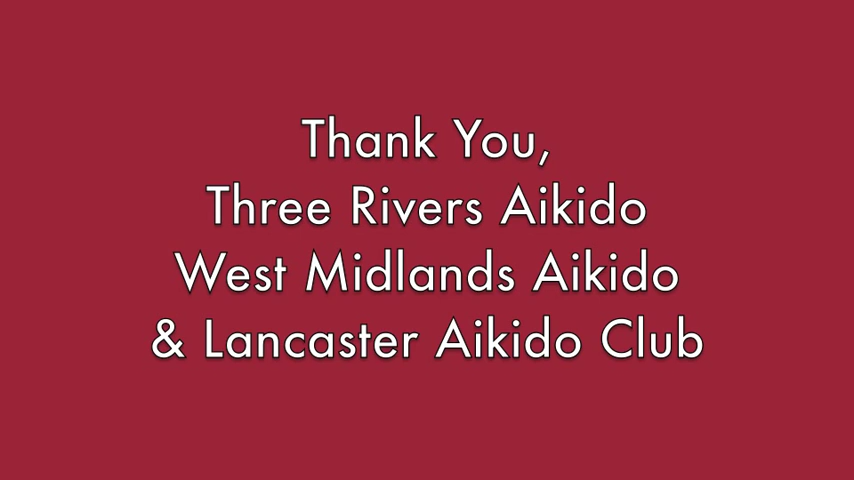 Thank You,
Three Rivers Aikido
West Midlands Aikido
& Lancaster Aikido Club